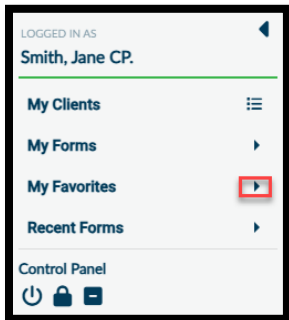 LOGGED IN AS
Smith, Jane CP.
My Clients
My Forms
My Favorites
Recent Forms
Control Panel